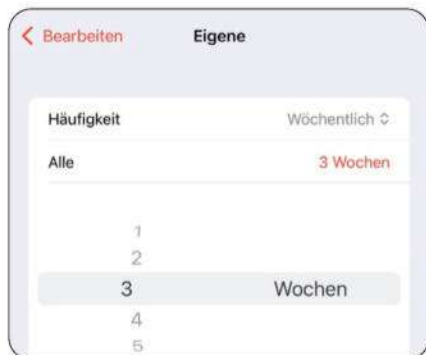 Bearbeiten Eigene
Häufigkeit Wöchentlich
Alle 3 Wochen
1
2
3 Wochen
4
5